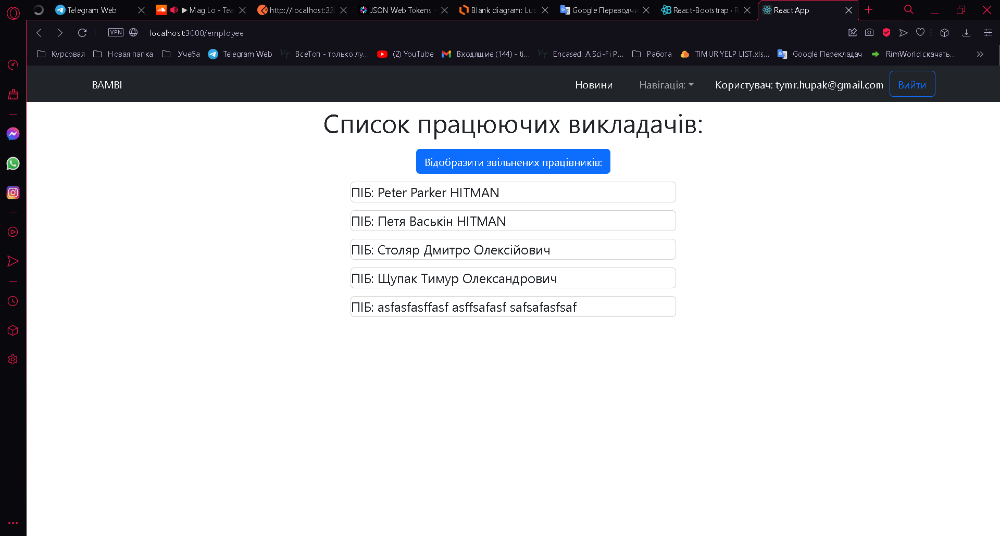 Telegram Web
Mag.Lo - Tea
http://localhost:33
JSON Web Tokens -
Blank diagram: Luc
Google Переводчи
React-Bootstrap · R
React App
VPN
localhost:3000/employee
Курсовая
Новая папка
Учеба
Telegram Web
ВсеТоп - только лу...
(2) YouTube
Входящие (144) - ti...
Encased: A Sci-Fi P...
Работа
TIMUR YELP LIST.xls...
Google Перекладач
RimWorld скачать...
BAMBI
Новини
Навігація:
Користувач: tymr.hupak@gmail.com
Вийти
Список працюючих викладачів:
Відобразити звільнених працівників:
ПІБ: Peter Parker HITMAN
ПІБ: Петя Васькін HITMAN
ПІБ: Столяр Дмитро Олексійович
ПІБ: Щупак Тимур Олександрович
ПІБ: asfasfasffasf asffsafasf safsafasfsaf